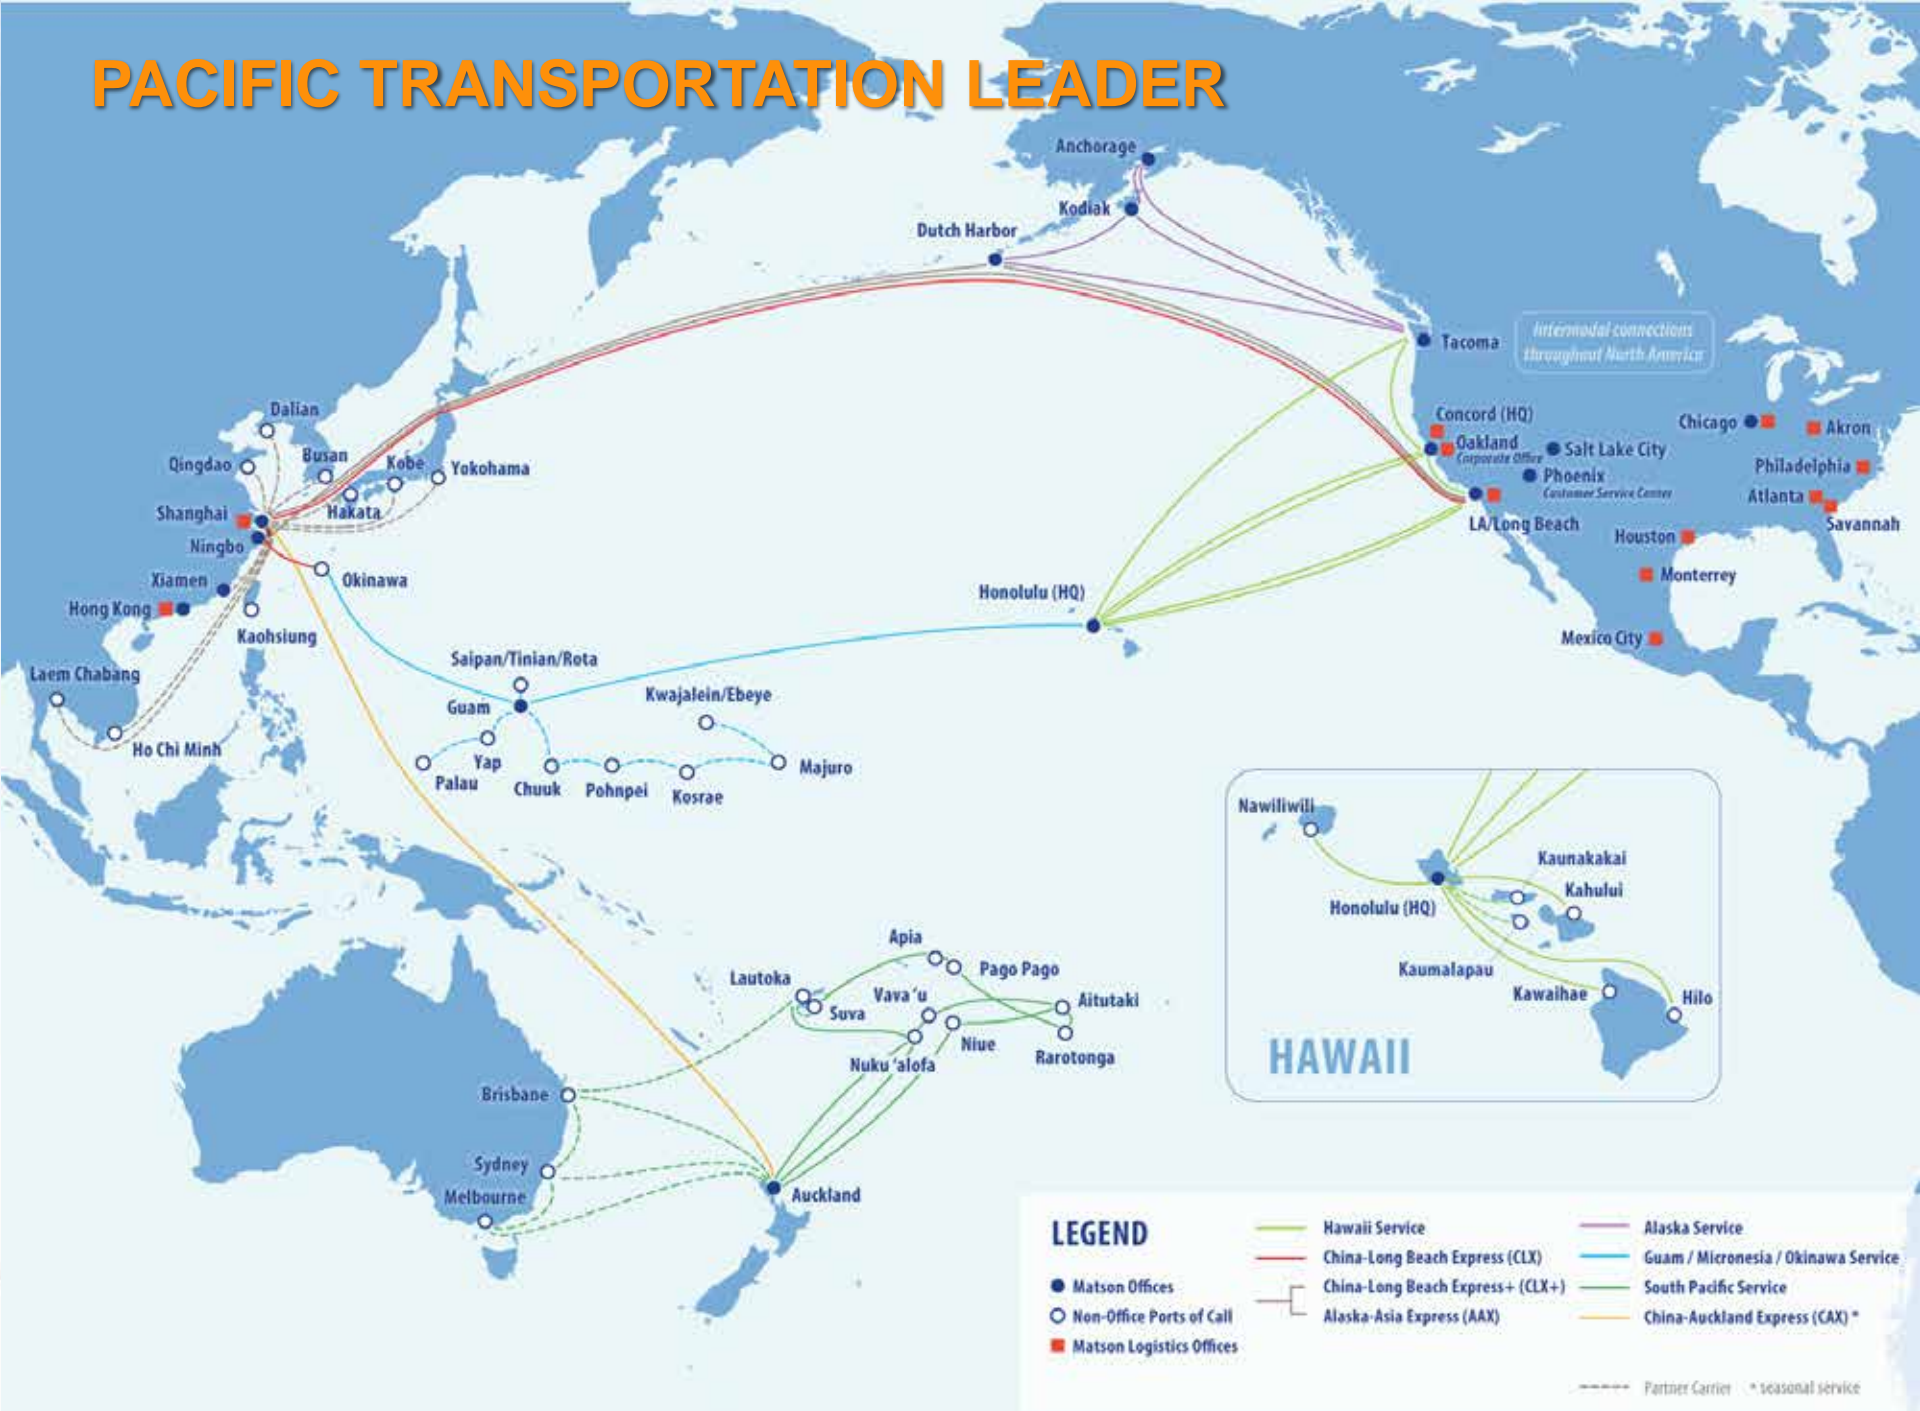 PACIFIC TRANSPORTATION LEADER
Anchorage
Kodiak
Dutch Harbor
Tacoma
Intermodal connections
throughout North America
Dalian
Qingdao
Busan
Kobe
Yokohama
Hakata
Shanghai
Ningbo
Xiamen
Hong Kong
Okinawa
Kaohsiung
Laem Chabang
Ho Chi Minh
Concord (HQ)
Oakland
Corporate Office
Salt Lake City
Phoenix
Customer Service Center
LA/Long Beach
Chicago
Akron
Philadelphia
Atlanta
Savannah
Houston
Monterrey
Mexico City
Honolulu (HQ)
Saipan/Tinian/Rota
Guam
Kwajalein/Ebeye
Yap
Palau
Chuuk
Pohnpei
Kosrae
Majuro
Nawiliwili
Kaunakakai
Kahului
Honolulu (HQ)
Kaumalapau
Kawaihae
Hilo
HAWAII
Apia
Pago Pago
Lautoka
Suva
Vava 'u
Aitutaki
Niue
Rarotonga
Nuku 'alofa
Brisbane
Sydney
Melbourne
Auckland
LEGEND
Matson Offices
Non-Office Ports of Call
Matson Logistics Offices
Hawaii Service
China-Long Beach Express (CLX)
China-Long Beach Express+ (CLX+)
Alaska-Asia Express (AAX)
Alaska Service
Guam / Micronesia / Okinawa Service
South Pacific Service
China-Auckland Express (CAX) *
Partner Carrier * seasonal service